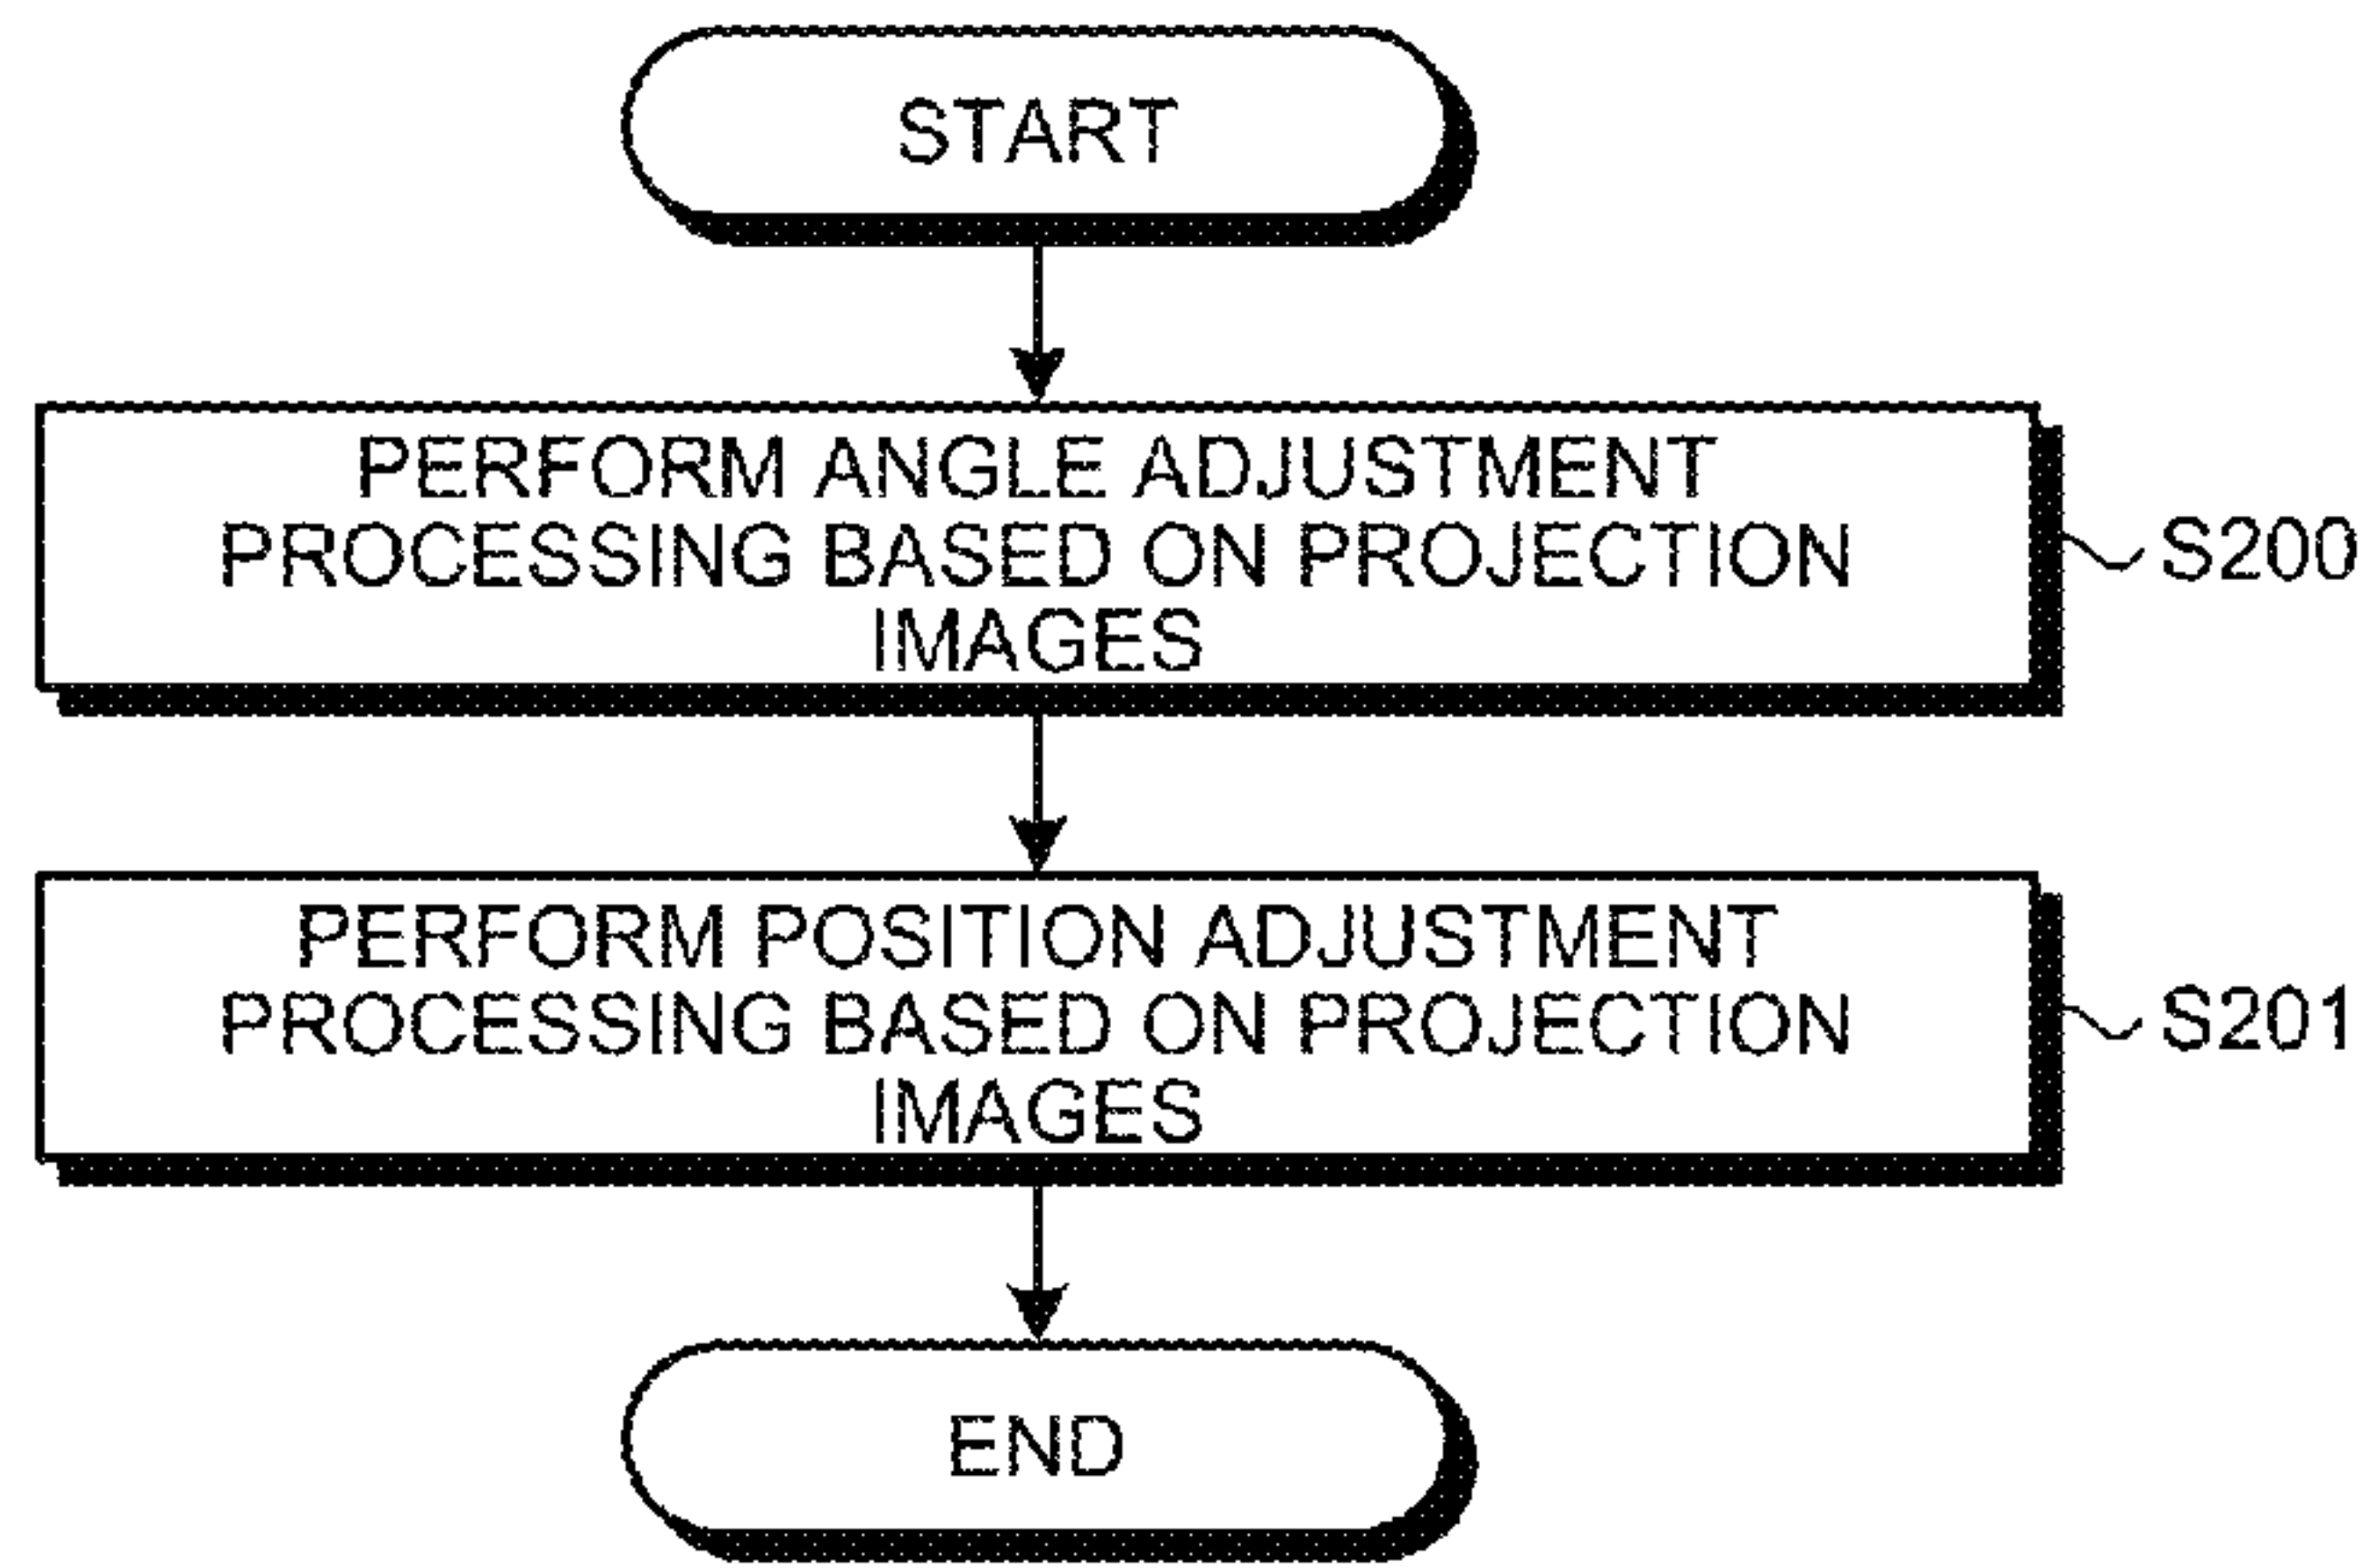 START
PERFORM ANGLE ADJUSTMENT
PROCESSING BASED ON PROJECTION
IMAGES
S200
PERFORM POSITION ADJUSTMENT
PROCESSING BASED ON PROJECTION
IMAGES
S201
END